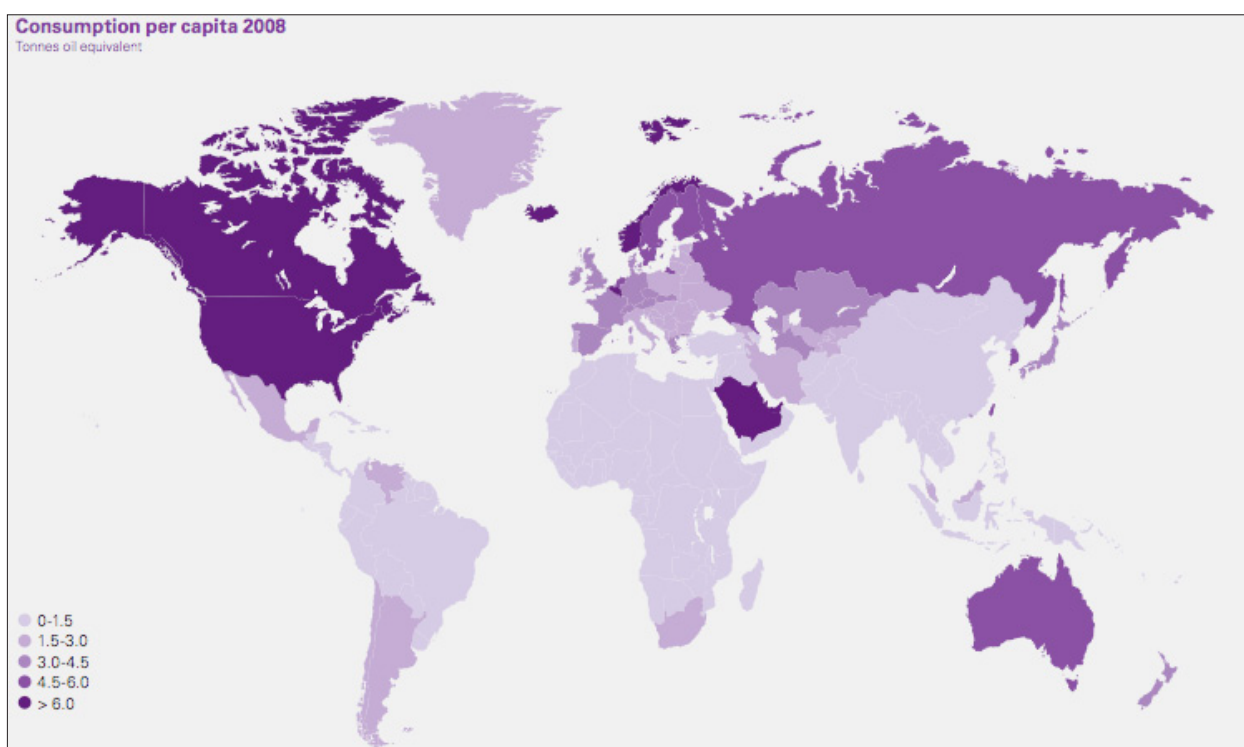 Consumption per capita 2008
Tonnes oil equivalent
0-1.5
1.5-3.0
3.0-4.5
4.5-6.0
> 6.0